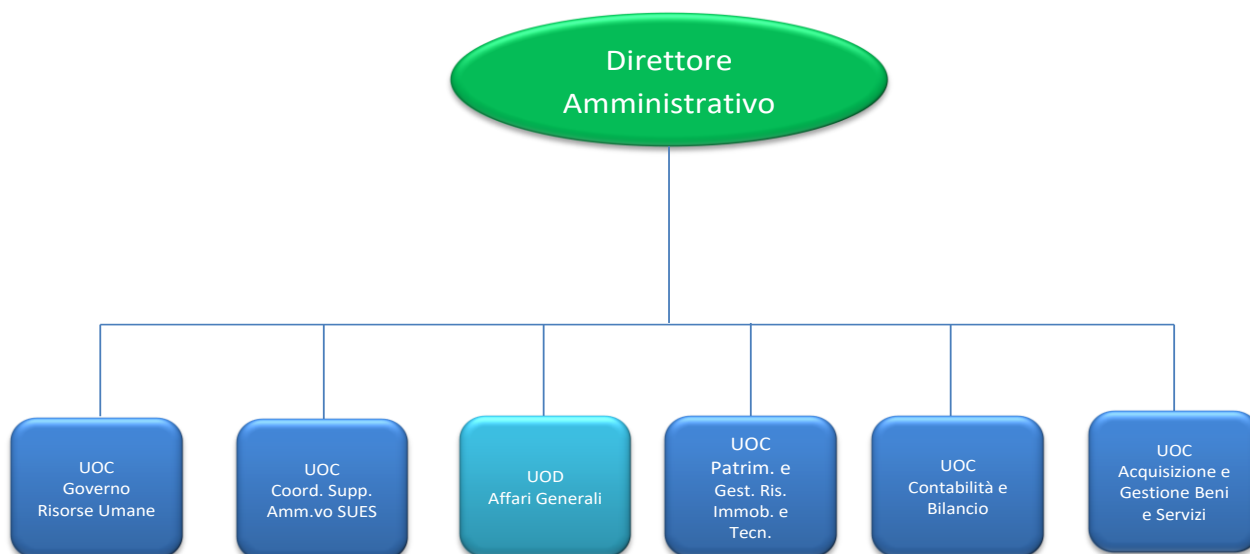 Direttore
Amministrativo
UOC
Governo
Risorse Umane
UOC
Coord. Supp.
Amm.vo SUES
UOD
Affari Generali
UOC
Patrim. e
Gest. Ris.
Immob. e
Tecn.
UOC
Contabilità e
Bilancio
UOC
Acquisizione e
Gestione Beni
e Servizi